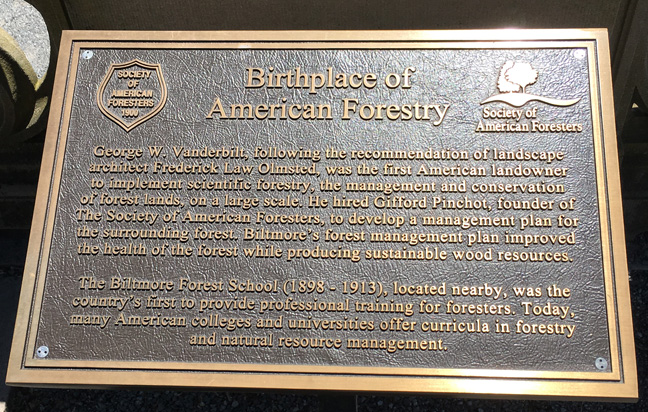 SOCIETY
OF
AMERICAN
FORESTERS
1900
Birthplace of
American Forestry
Society of
American Foresters
George W. Vanderbilt, following the recommendation of landscape
architect Frederick Law Olmsted, was the first American landowner
to implement scientific forestry, the management and conservation
of forest lands, on a large scale. He hired Gifford Pinchot, founder of
The Society of American Foresters, to develop a management plan for
the surrounding forest. Biltmore's forest management plan improved
the health of the forest while producing sustainable wood resources.
The Biltmore Forest School (1898 - 1913), located nearby, was the
country's first to provide professional training for foresters. Today,
many American colleges and universities offer curricula in forestry
and natural resource management.